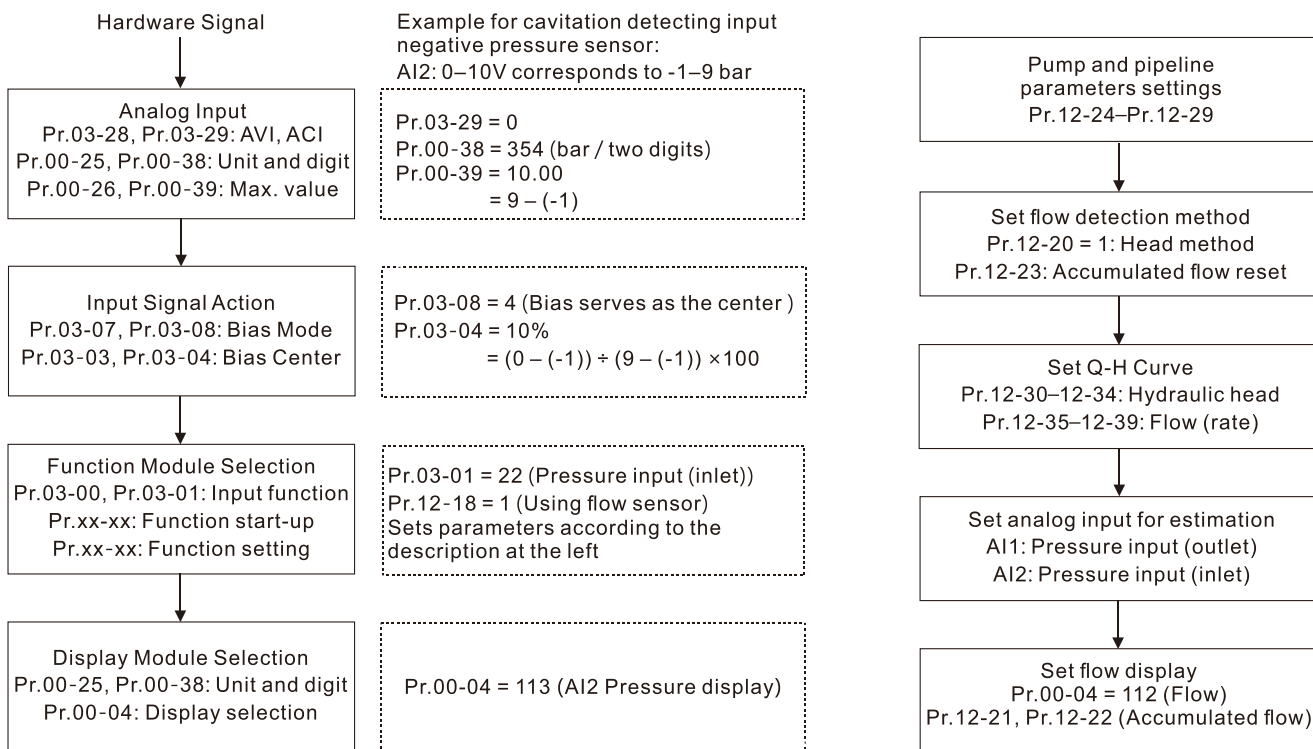 Hardware Signal
Analog Input
Pr.03-28, Pr.03-29: AVI, ACI
Pr.00-25, Pr.00-38: Unit and digit
Pr.00-26, Pr.00-39: Max. value
Input Signal Action
Pr.03-07, Pr.03-08: Bias Mode
Pr.03-03, Pr.03-04: Bias Center
Function Module Selection
Pr.03-00, Pr.03-01: Input function
Pr.xx-xx: Function start-up
Pr.xx-xx: Function setting
Display Module Selection
Pr.00-25, Pr.00-38: Unit and digit
Pr.00-04: Display selection
Example for cavitation detecting input
negative pressure sensor:
AI2: 0–10V corresponds to -1–9 bar
Pr.03-29 = 0
Pr.00-38 = 354 (bar / two digits)
Pr.00-39 = 10.00
= 9 – (-1)
Pr.03-08 = 4 (Bias serves as the center )
Pr.03-04 = 10%
= (0 – (-1)) ÷ (9 – (-1)) ×100
Pr.03-01 = 22 (Pressure input (inlet))
Pr.12-18 = 1 (Using flow sensor)
Sets parameters according to the
description at the left
Pr.00-04 = 113 (AI2 Pressure display)
Pump and pipeline
parameters settings
Pr.12-24–Pr.12-29
Set flow detection method
Pr.12-20 = 1: Head method
Pr.12-23: Accumulated flow reset
Set Q-H Curve
Pr.12-30–12-34: Hydraulic head
Pr.12-35–12-39: Flow (rate)
Set analog input for estimation
AI1: Pressure input (outlet)
AI2: Pressure input (inlet)
Set flow display
Pr.00-04 = 112 (Flow)
Pr.12-21, Pr.12-22 (Accumulated flow)